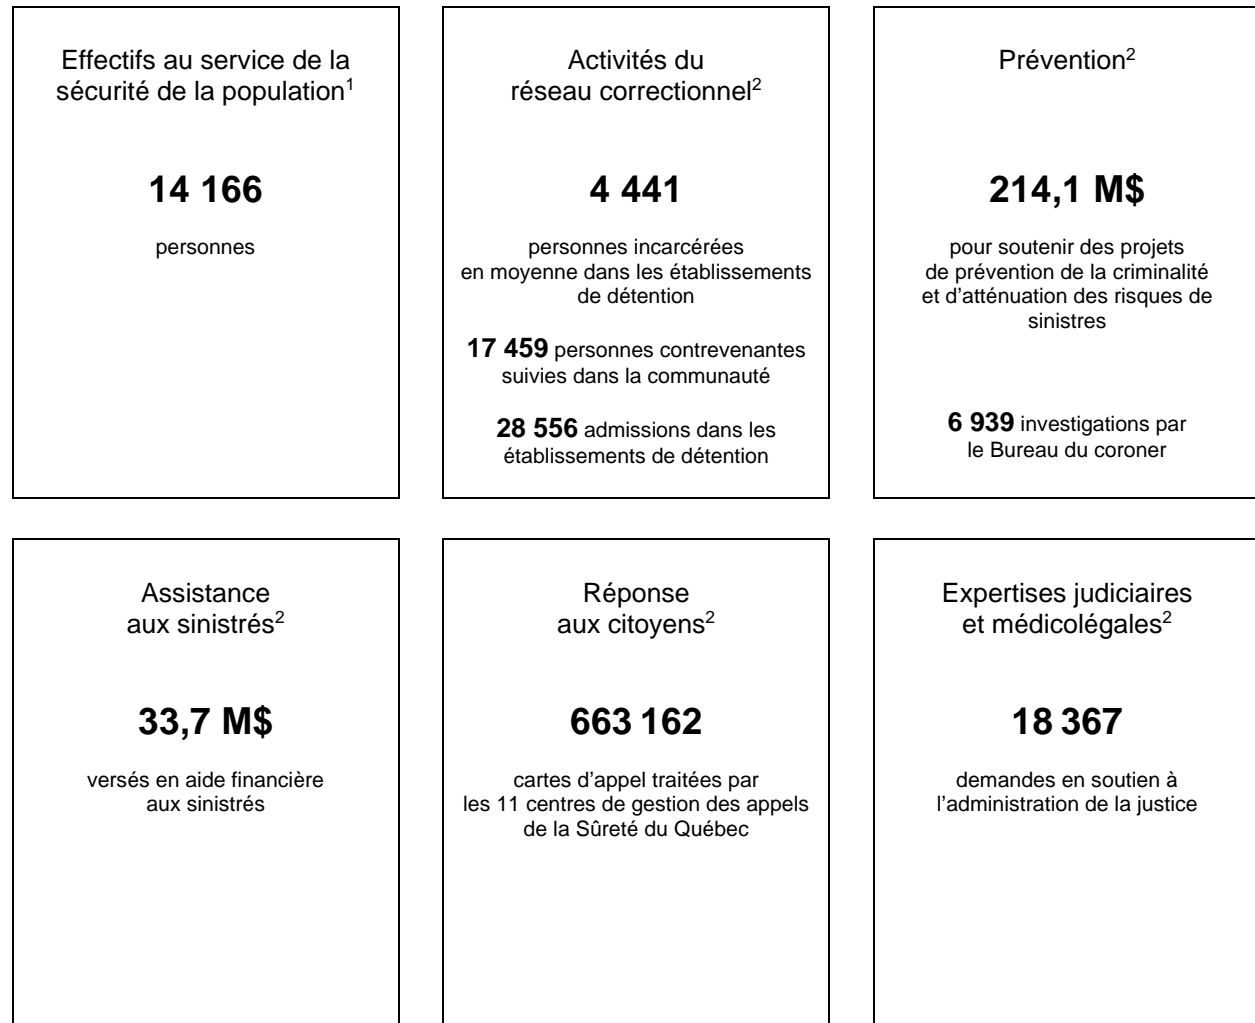 Effectifs au service de la
sécurité de la population1
14 166
personnes
Activités du
réseau correctionnel2
4 441
personnes incarcérées
en moyenne dans les établissements
de détention
17 459 personnes contrevenantes
suivies dans la communauté
28 556 admissions dans les
établissements de détention
Prévention2
214,1 M$
pour soutenir des projets
de prévention de la criminalité
et d'atténuation des risques de
sinistres
6 939 investigations par
le Bureau du coroner
Assistance
aux sinistrés2
33,7 M$
versés en aide financière
aux sinistrés
Réponse
aux citoyens2
663 162
cartes d'appel traitées par
les 11 centres de gestion des appels
de la Sûreté du Québec
Expertises judiciaires
et médicolégales2
18 367
demandes en soutien à
l'administration de la justice